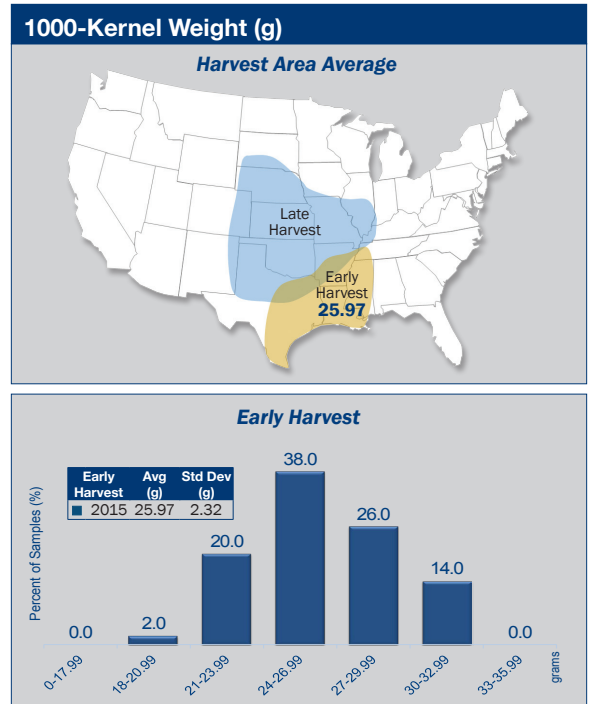 1000-Kernel Weight (g)
Harvest Area Average
Late
Harvest
Early
Harvest
25.97
Early Harvest
Early Avg Std Dev
Harvest (g) (g)
2015 25.97 2.32
Percent of Samples (%)
0.0
2.0
20.0
38.0
26.0
14.0
0.0
0-17.99
18-20.99
21-23.99
24-26.99
27-29.99
30-32.99
33-35.99
grams